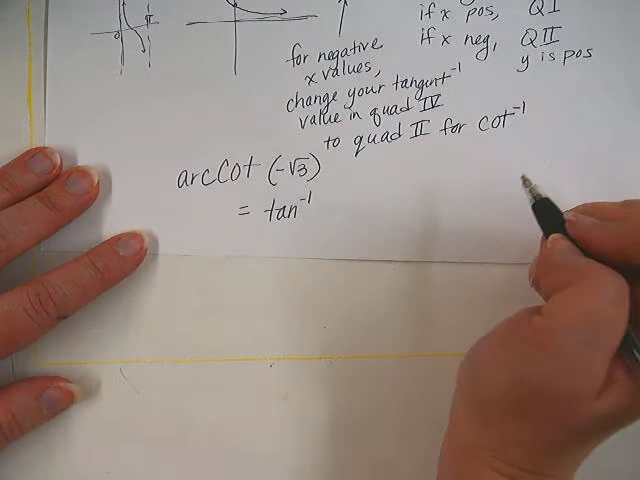 0 π
if x pos, QI
if x neg, QII
y is pos
for negative
x values,
change your tangent⁻¹
value in quad IV
to quad II for cot⁻¹
arcCot (-√3)
= tan⁻¹